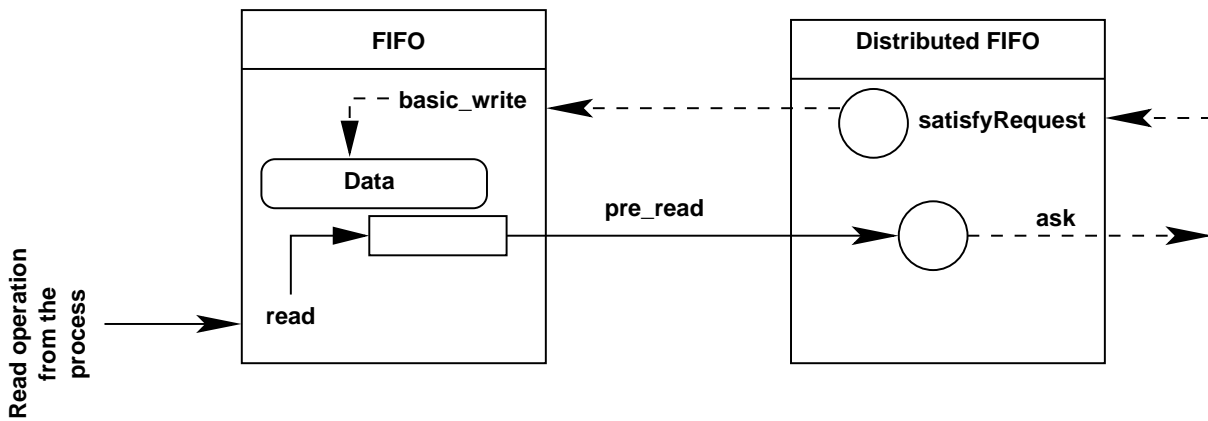 FIFO
Distributed FIFO
basic_write
satisfyRequest
Data
pre_read
ask
read
Read operation
from the
process